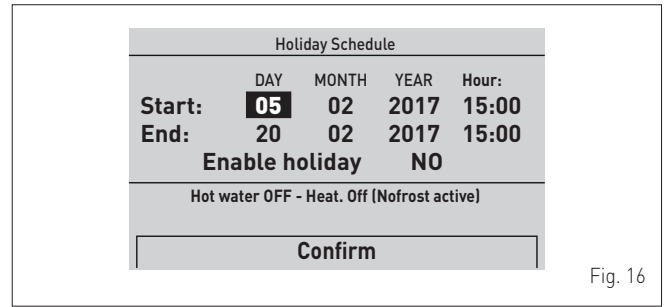 Holiday Schedule
DAY MONTH YEAR Hour:
Start: 05 02 2017 15:00
End: 20 02 2017 15:00
Enable holiday NO
Hot water OFF - Heat. Off (Nofrost active)
Confirm
Fig. 16